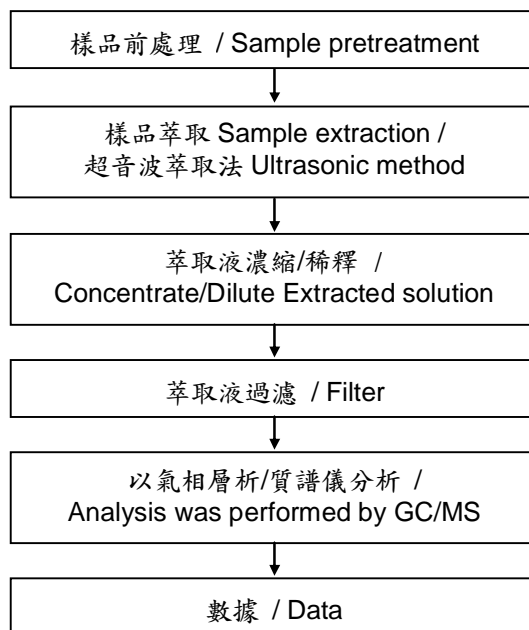 樣品前處理 / Sample pretreatment
樣品萃取 Sample extraction /
超音波萃取法 Ultrasonic method
萃取液濃縮/稀釋 /
Concentrate/Dilute Extracted solution
萃取液過濾 / Filter
以氣相層析/質譜儀分析 /
Analysis was performed by GC/MS
數據 / Data